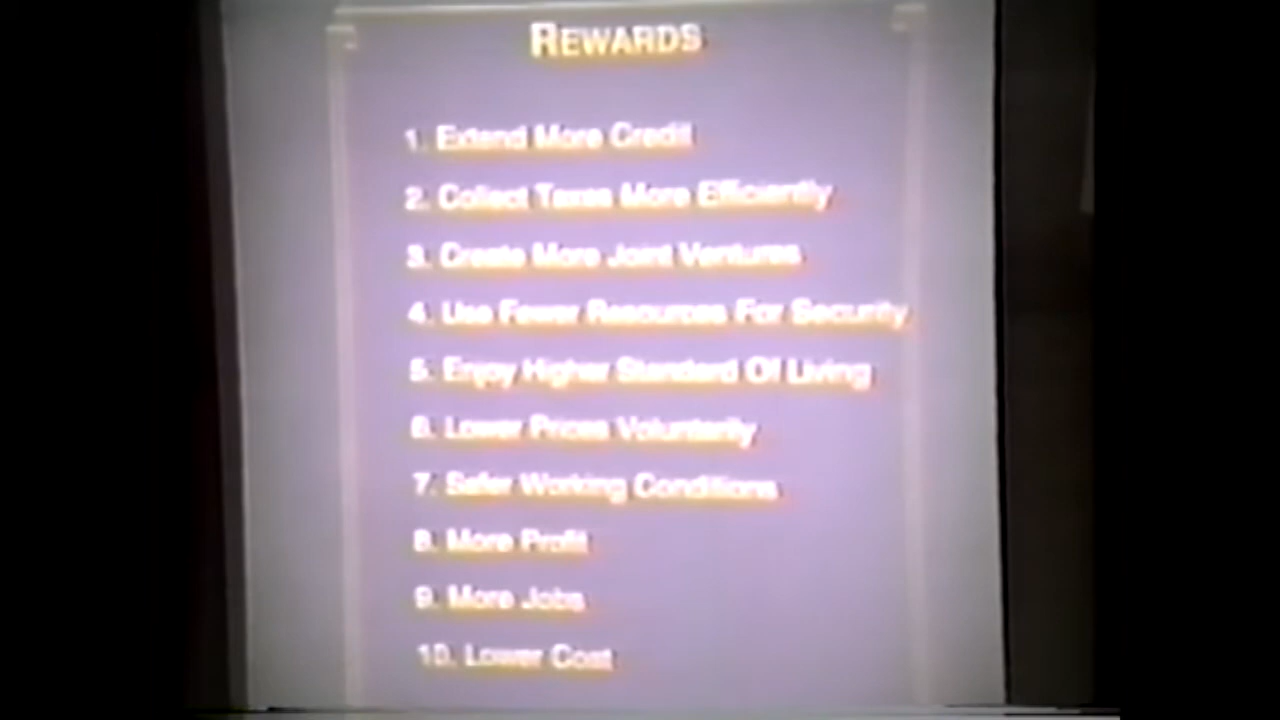 REWARDS
1. Extend More Credit
2. Collect Taxes More Efficiently
3. Create More Joint Ventures
4. Use Fewer Resources For Security
5. Enjoy Higher Standard Of Living
6. Lower Prices Voluntarily
7. Safer Working Conditions
8. More Profit
9. More Jobs
10. Lower Cost